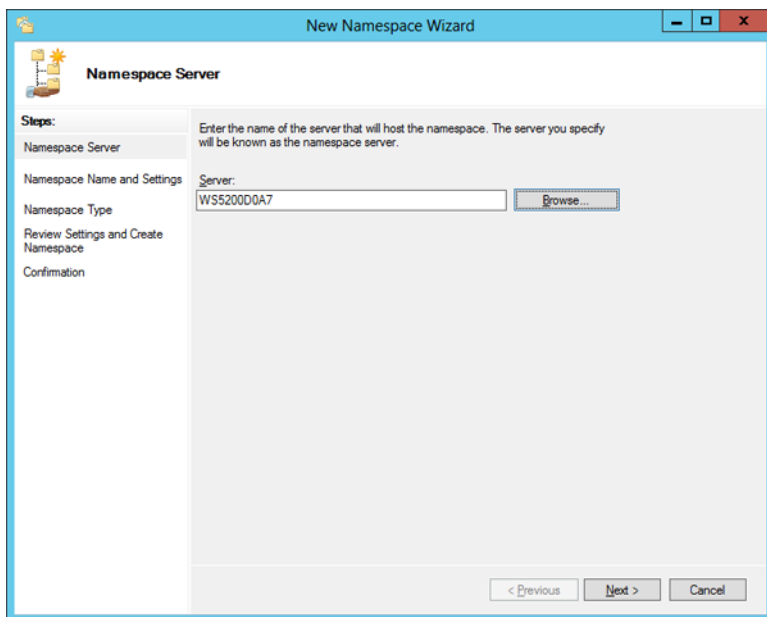 New Namespace Wizard
Namespace Server
Steps:
Namespace Server
Namespace Name and Settings
Namespace Type
Review Settings and Create
Namespace
Confirmation
Enter the name of the server that will host the namespace. The server you specify
will be known as the namespace server.
Server:
WS5200D0A7
Browse...
< Previous
Next >
Cancel